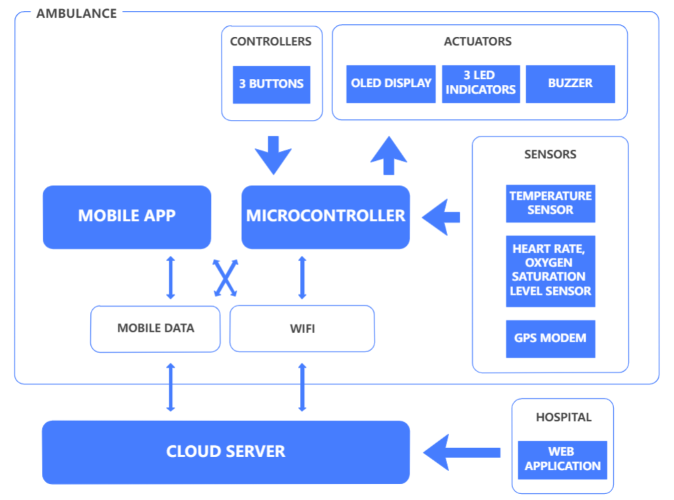 AMBULANCE
CONTROLLERS
3 BUTTONS
ACTUATORS
OLED DISPLAY
3 LED
INDICATORS
BUZZER
SENSORS
TEMPERATURE
SENSOR
HEART RATE,
OXYGEN
SATURATION
LEVEL SENSOR
GPS MODEM
MOBILE APP
MICROCONTROLLER
MOBILE DATA
WIFI
CLOUD SERVER
HOSPITAL
WEB
APPLICATION